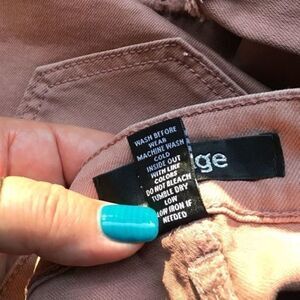 WASH BEFORE
WEAR
MACHINE WASH
COLD
INSIDE OUT
WITH LIKE
COLORS
DO NOT BLEACH
TUMBLE DRY
LOW
LOW IRON IF
NEEDED
ge